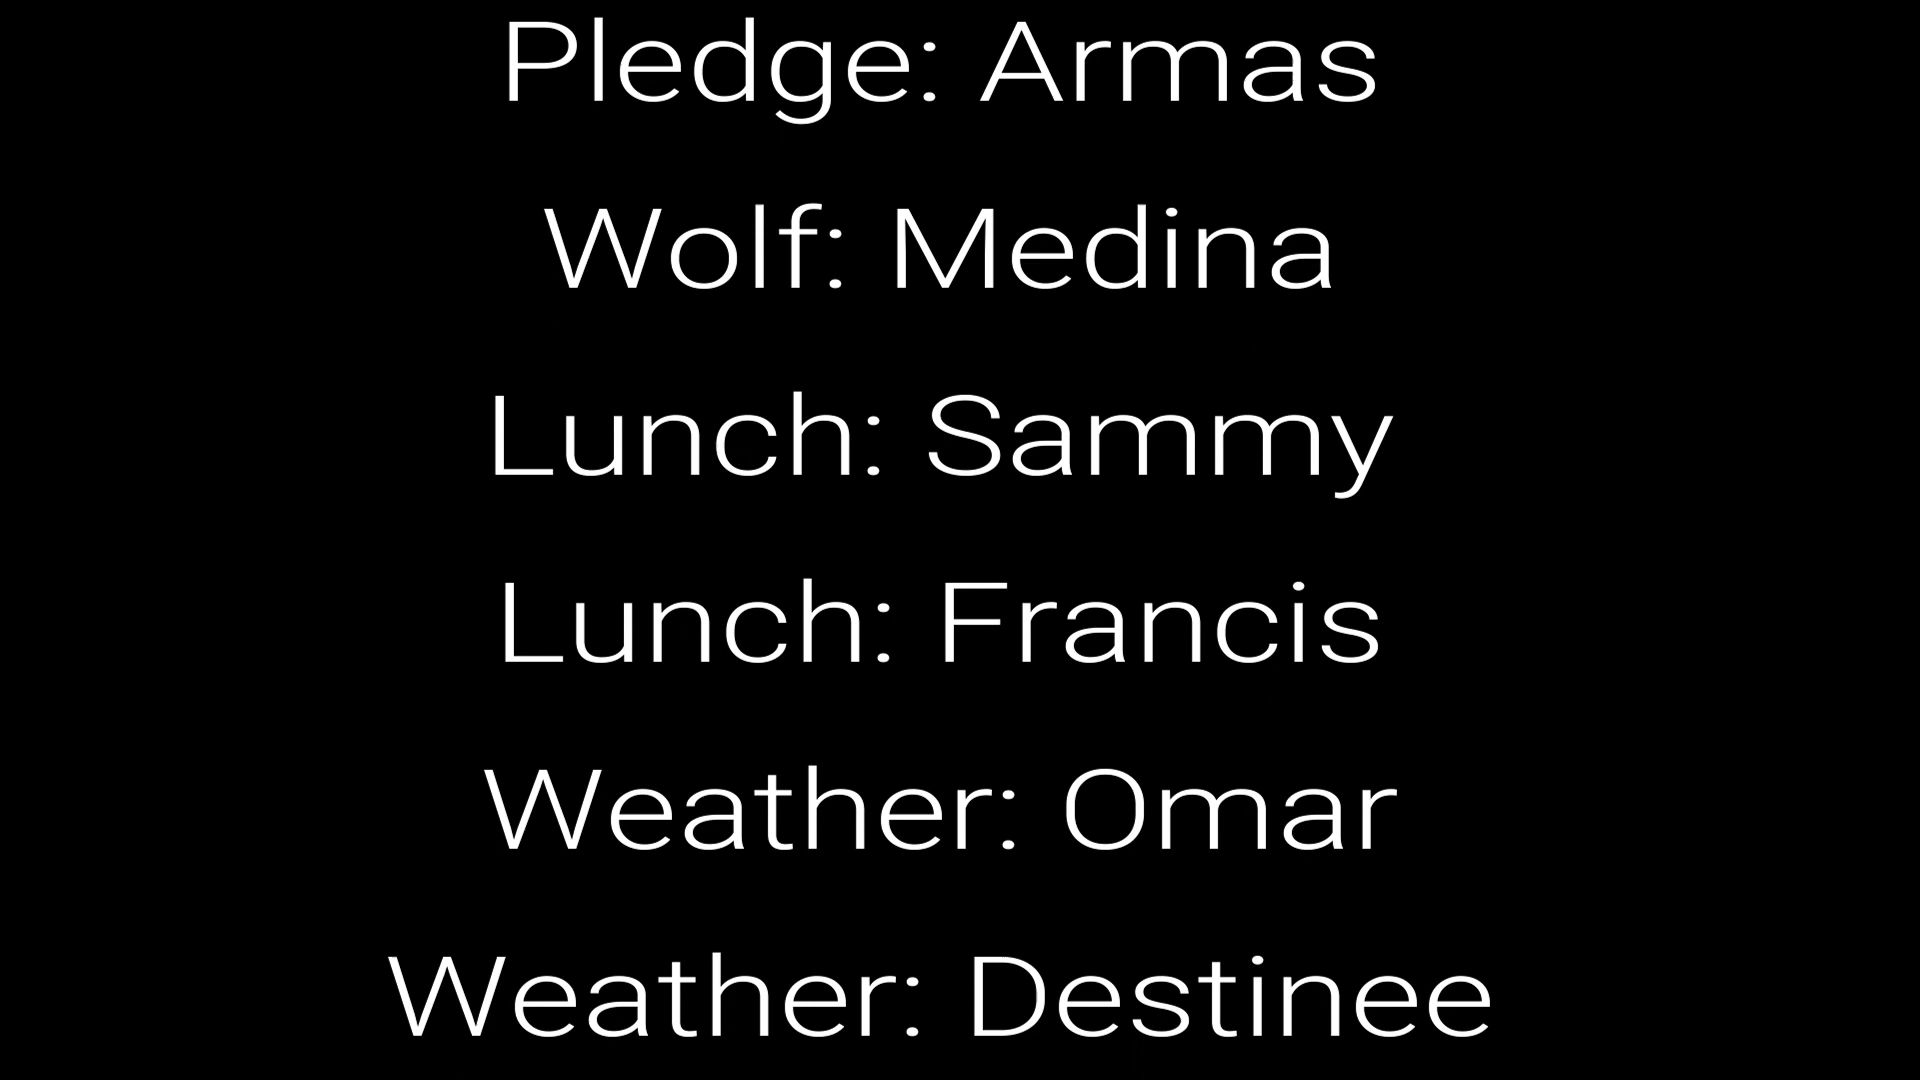 Pledge: Armas
Wolf: Medina
Lunch: Sammy
Lunch: Francis
Weather: Omar
Weather: Destinee